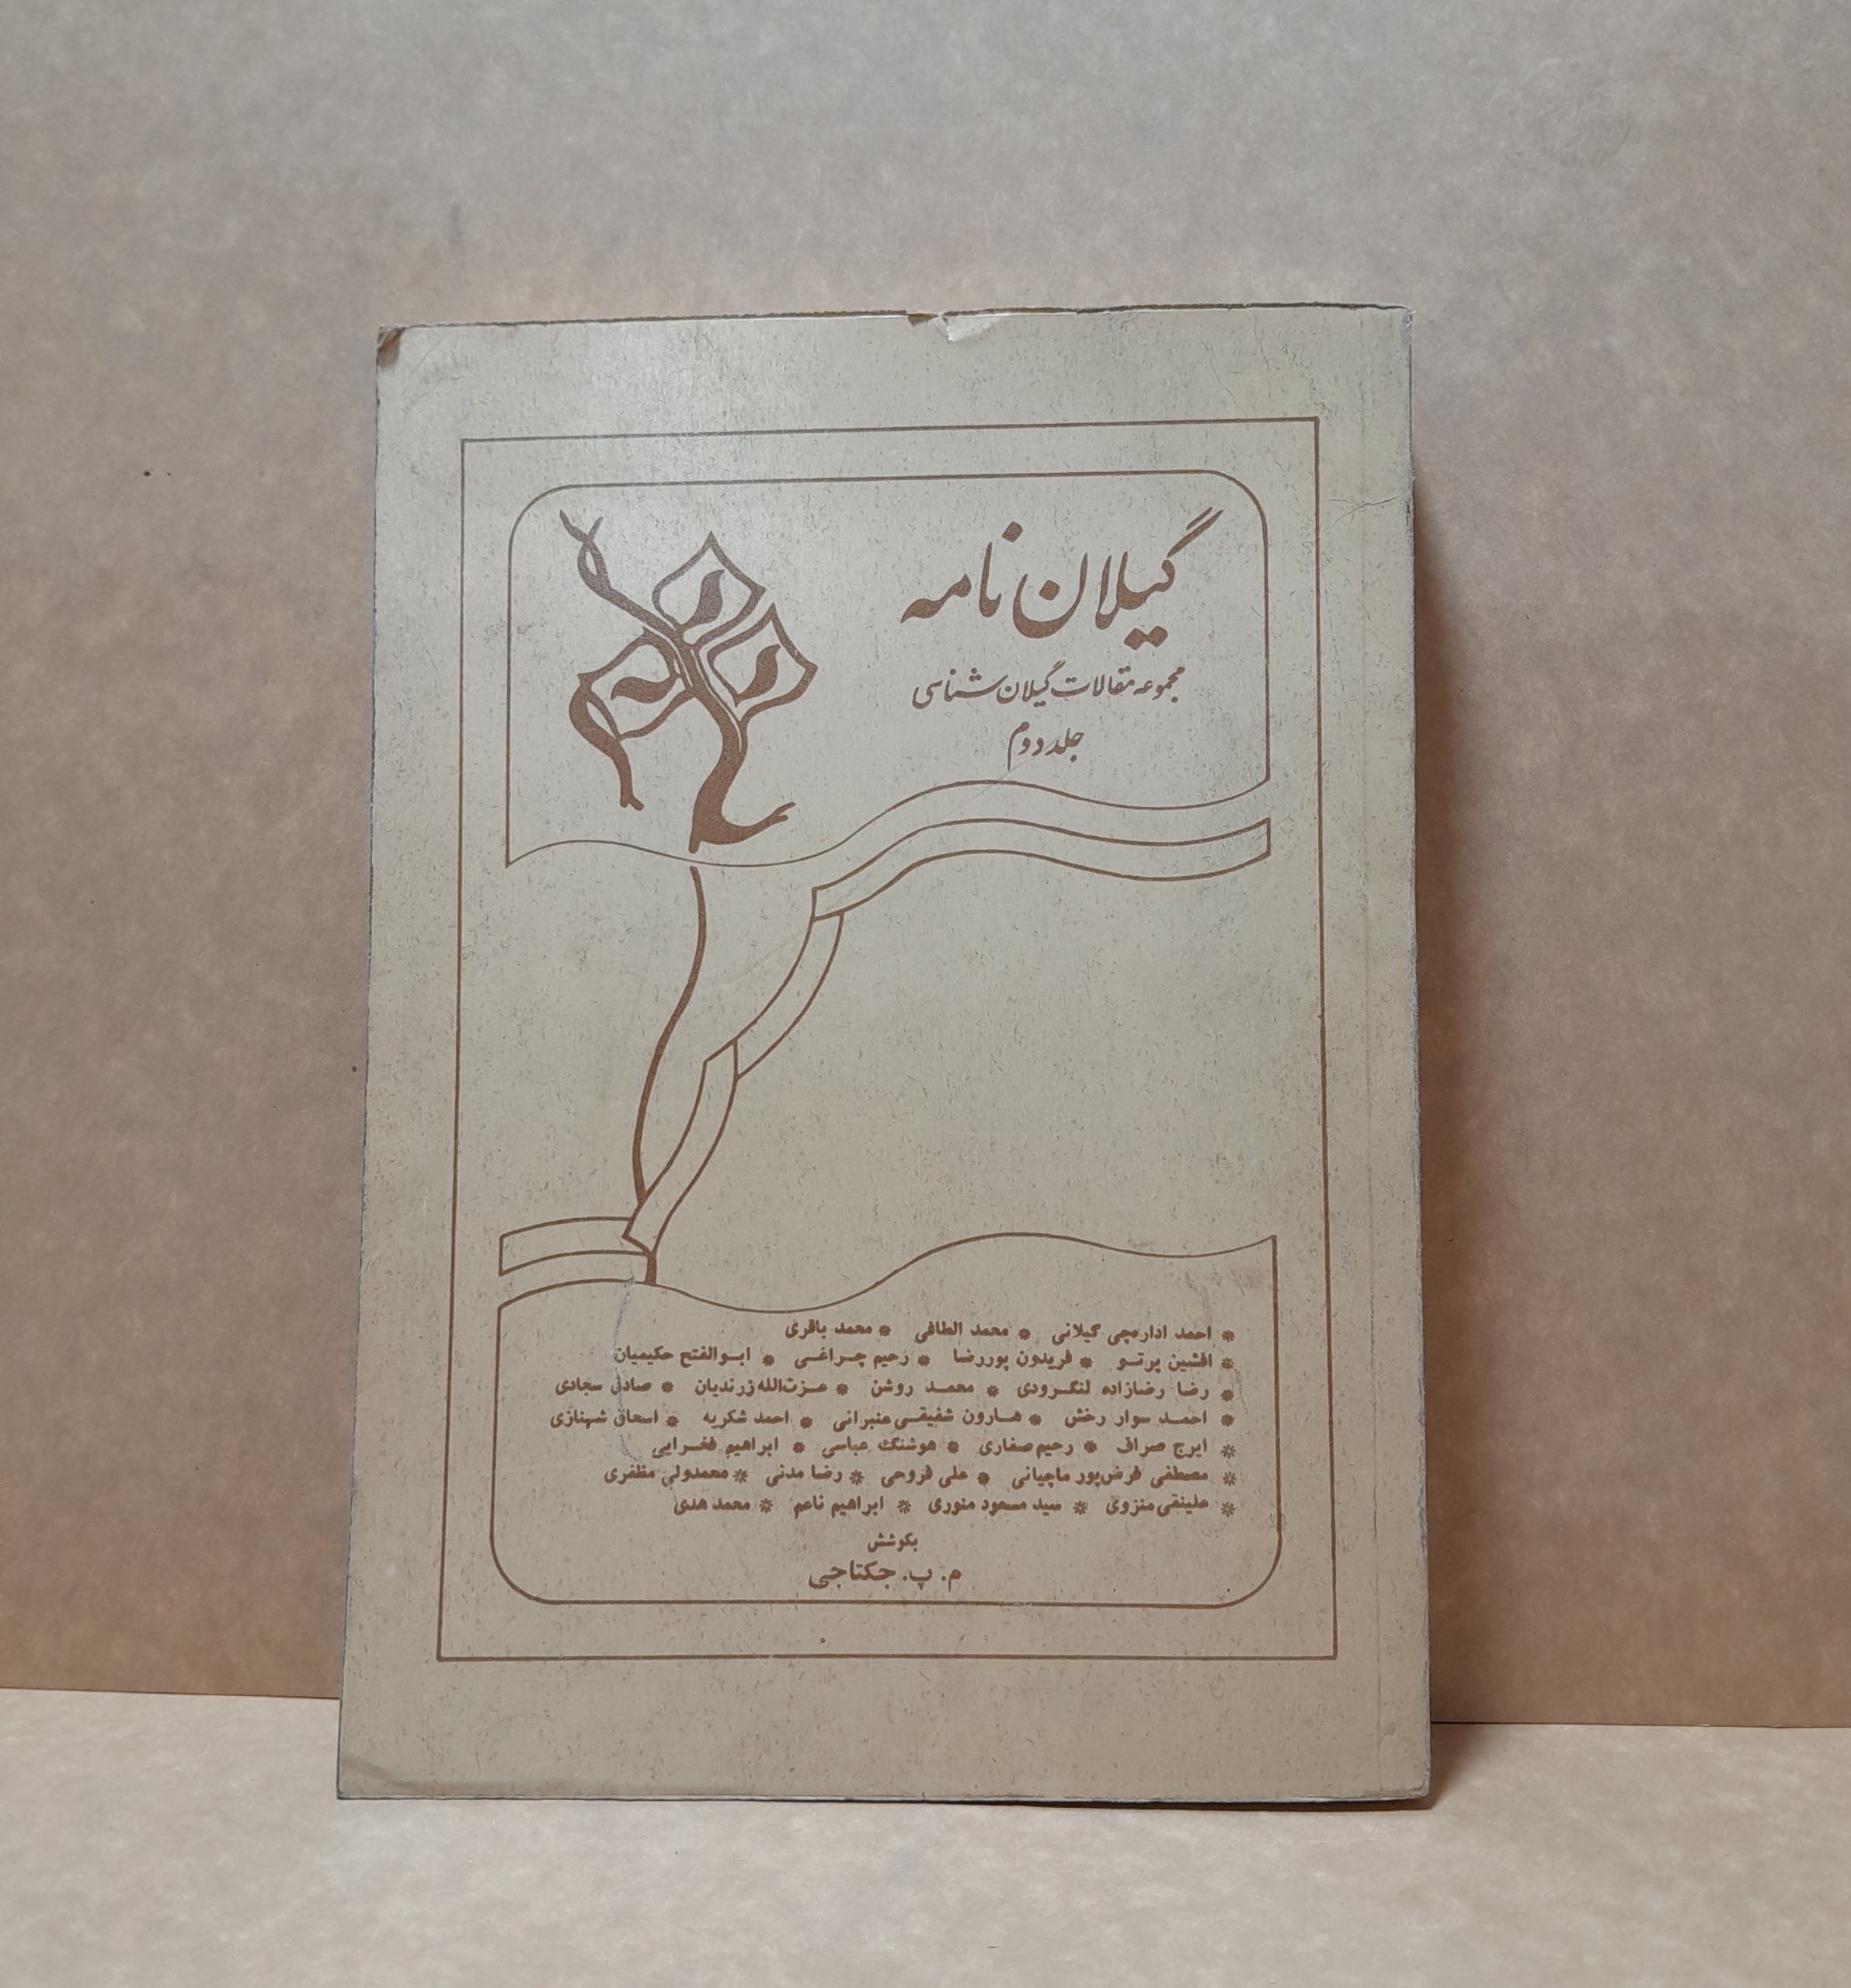 گیلان نامه
مجموعه مقالات گیلان شناسی
جلد دوم
* احمد اداره‌چی گیلانی * محمد الطافی * محمد باقری
* افشین پرتو * فریدون پوررضا * رحیم چراغی * ابوالفتح حکیمیان
* رضا رضازاده لنگرودی * محمد روشن * عزت‌الله زرندیان * صادق سجادی
* احمد سوار رخش * هارون شفیقی عنبرانی * احمد شکریه * اسحاق شهنازی
* ایرج صراف * رحیم صفاری * هوشنگ عباسی * ابراهیم فخرایی
* مصطفی فرض‌پور ماچیانی * علی فروحی * رضا مدنی * محمدولی مظفری
* علینقی منزوی * سید مسعود منوری * ابراهیم ناعم * محمد هدی
بکوشش
م. پ. جکتاجی